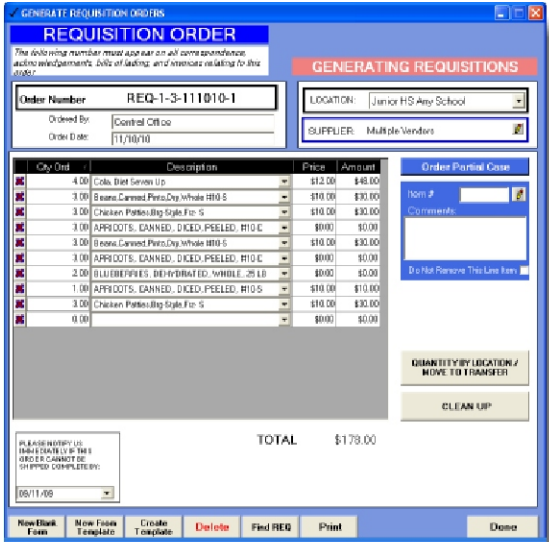 GENERATE REQUISITION ORDERS
REQUISITION ORDER
The following number must appear on all correspondence,
acknowledgements, bills of lading, and invoices relating to this
order
GENERATING REQUISITIONS
Order Number REQ-1-3-111010-1
Ordered By: Central Office
Order Date: 11/10/10
LOCATION: Junior HS Any School
SUPPLIER: Multiple Vendors
Qty Ord Description Price Amount
4.00 Cola, Diet Seven Up $12.00 $48.00
3.00 Beans,Canned,Pinto,Dry,Whole #10-S $10.00 $30.00
3.00 Chicken Patties,Big-Style,Fzn S $10.00 $30.00
3.00 APRICOTS, CANNED, DICED,PEELED, #10-C $0.00 $0.00
3.00 Beans,Canned,Pinto,Dry,Whole #10-S $10.00 $30.00
3.00 APRICOTS, CANNED, DICED,PEELED, #10-C $0.00 $0.00
2.00 BLUEBERRIES, DEHYDRATED, WHOLE, 25 LB $0.00 $0.00
1.00 APRICOTS, CANNED, DICED,PEELED, #10-S $10.00 $10.00
3.00 Chicken Patties,Big-Style,Fzn S $10.00 $30.00
0.00 $0.00 $0.00
Order Partial Case
Item #
Comments:
Do Not Remove This Line Item
QUANTITY BY LOCATION /
MOVE TO TRANSFER
CLEAN UP
TOTAL $178.00
PLEASE NOTIFY US
IMMEDIATELY IF THIS
ORDER CANNOT BE
SHIPPED COMPLETE BY:
09/11/09
New Blank
Form
New From
Template
Create
Template
Delete
Find REQ
Print
Done